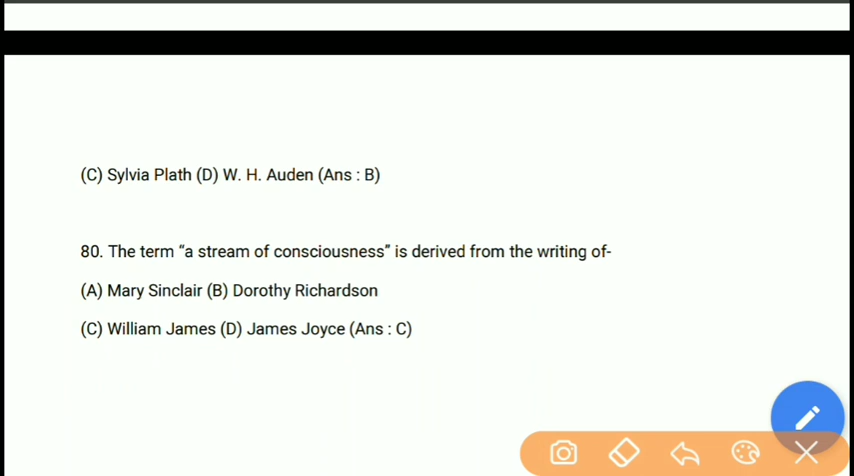 (C) Sylvia Plath (D) W. H. Auden (Ans : B)
80. The term “a stream of consciousness” is derived from the writing of-
(A) Mary Sinclair (B) Dorothy Richardson
(C) William James (D) James Joyce (Ans : C)